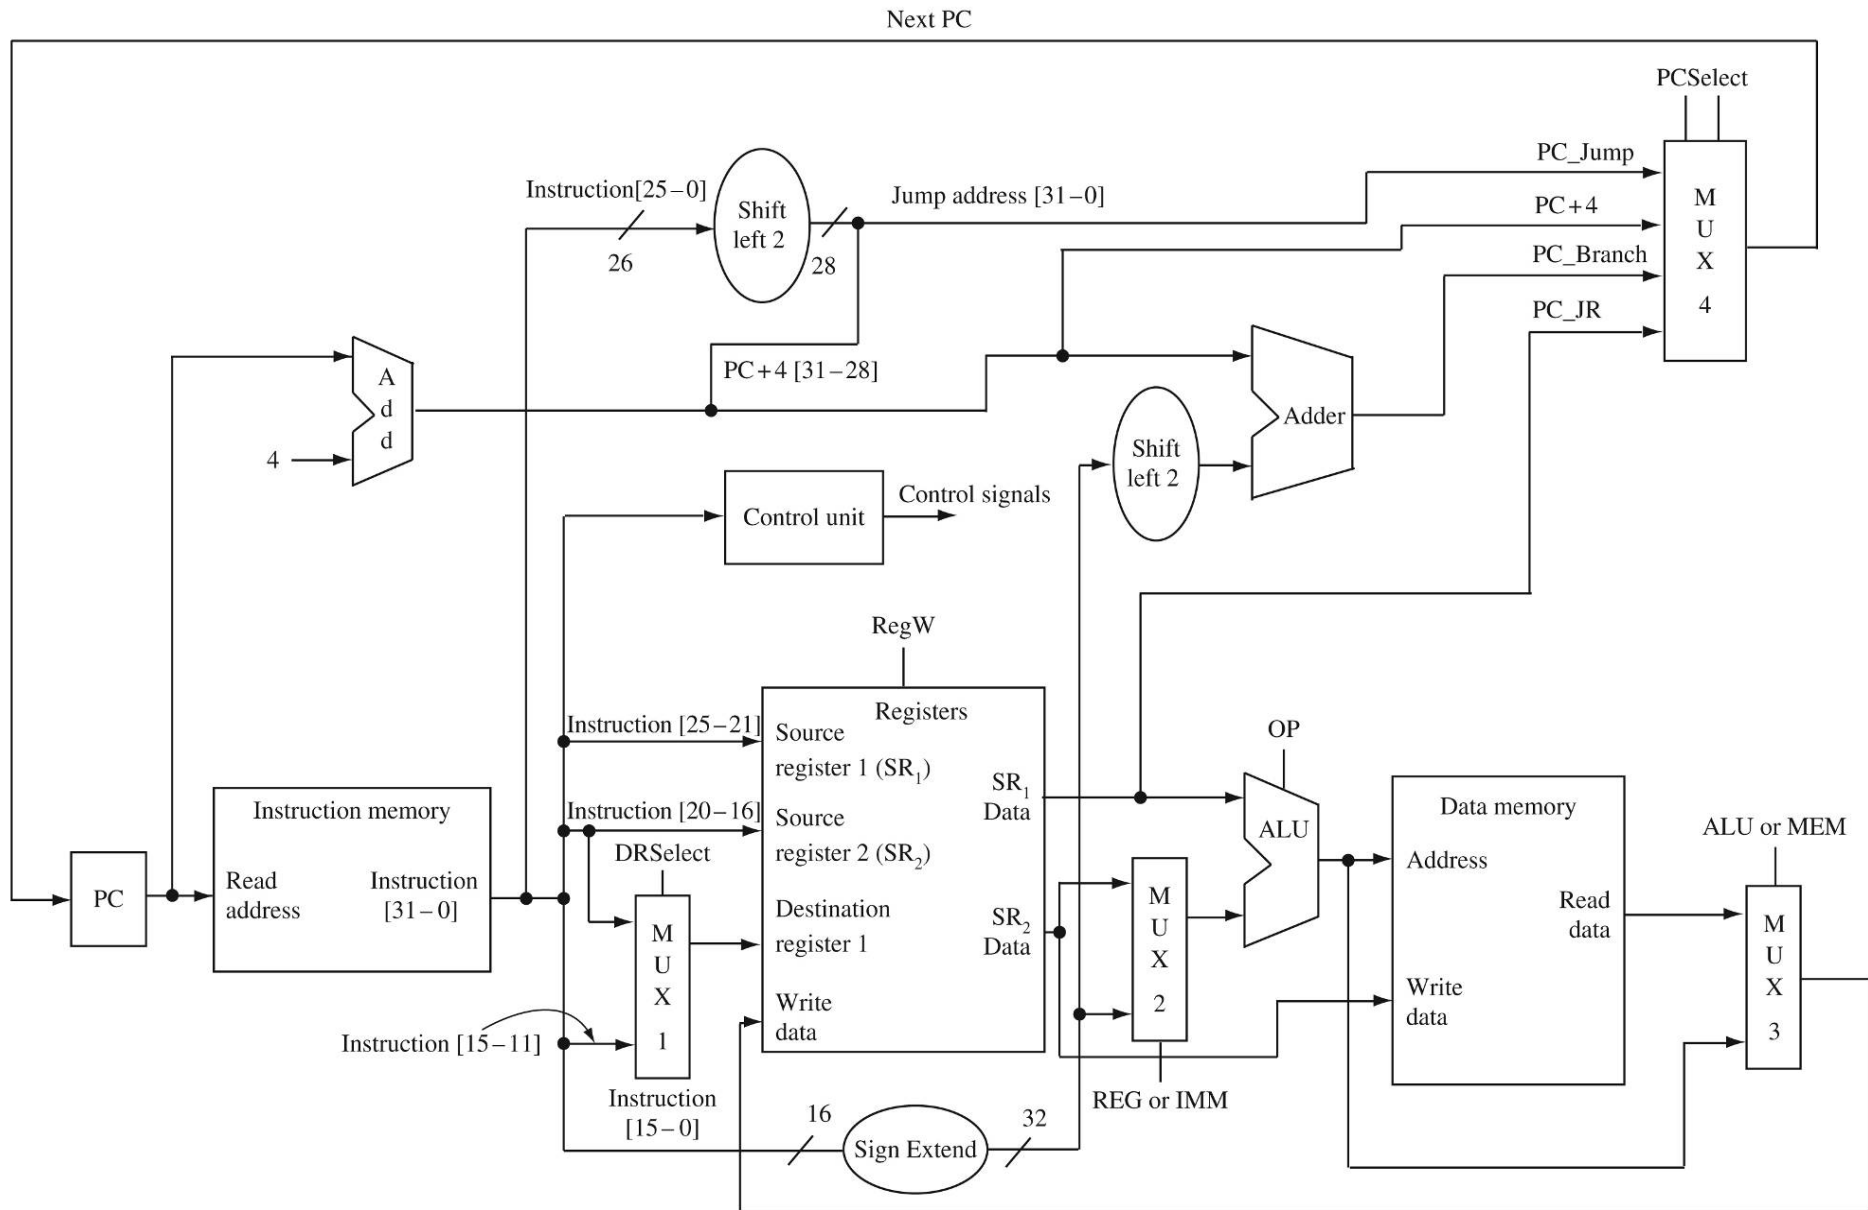 Next PC
PCSelect
PC_Jump
Instruction[25–0]
Shift
left 2
Jump address [31–0]
26
28
PC+4
PC_Branch
PC_JR
M
U
X
4
A
d
d
4
PC+4 [31–28]
Adder
Shift
left 2
Control unit
Control signals
RegW
Registers
Instruction [25–21]
Source
register 1 (SR1)
Instruction [20–16]
Source
register 2 (SR2)
DRSelect
Destination
register 1
Write
data
SR1
Data
SR2
Data
OP
ALU
Instruction memory
Read
address
Instruction
[31–0]
PC
M
U
X
1
Instruction [15–11]
Instruction
[15–0]
16
Sign Extend
32
M
U
X
2
REG or IMM
Data memory
Address
Read
data
Write
data
ALU or MEM
M
U
X
3